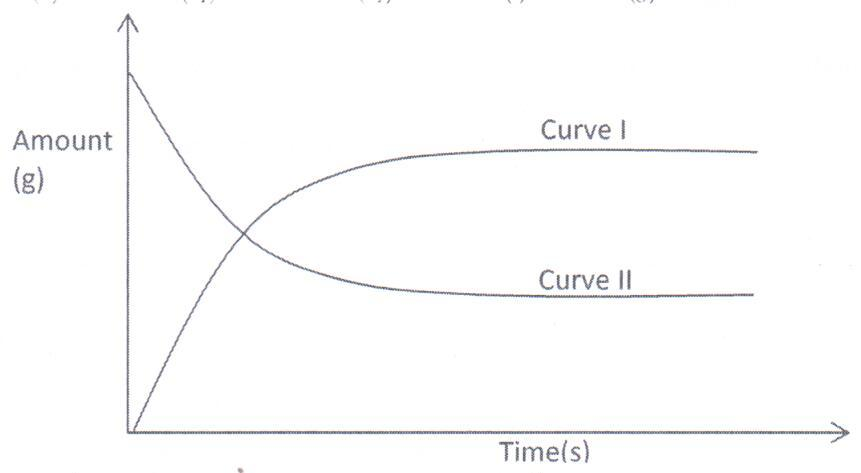 Curve I
Amount
(g)
Curve II
Time(s)